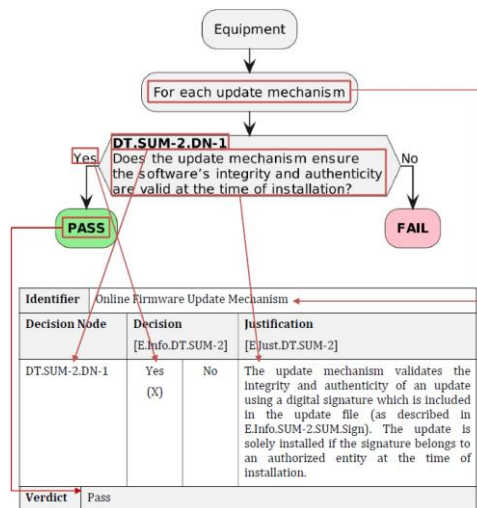 Equipment
For each update mechanism
DT.SUM-2.DN-1
Yes
Does the update mechanism ensure
No
the software's integrity and authenticity
are valid at the time of installation?
PASS
FAIL
Identifier Online Firmware Update Mechanism
Decision Node Decision Justification
[E.Info.DT.SUM-2] [E.Just.DT.SUM-2]
DT.SUM-2.DN-1 Yes No The update mechanism validates the
(X) integrity and authenticity of an update
using a digital signature which is included
in the update file (as described in
E.Info.SUM-2.SUM.Sign). The update is
solely installed if the signature belongs to
an authorized entity at the time of
installation.
Verdict Pass